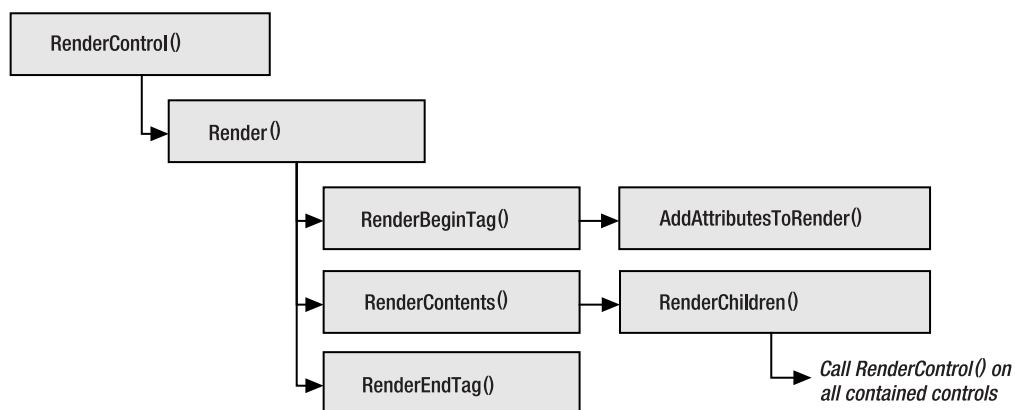 RenderControl()
Render()
RenderBeginTag()
AddAttributesToRender()
RenderContents()
RenderChildren()
RenderEndTag()
Call RenderControl() on
all contained controls